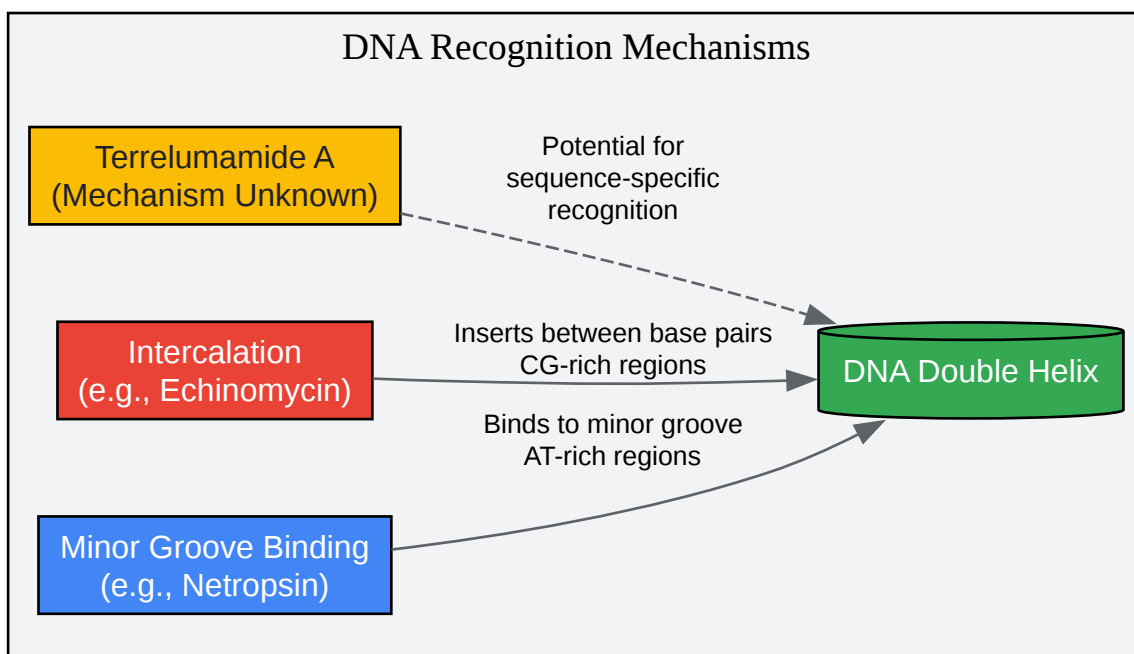 DNA Recognition Mechanisms
Terrelumamide A
(Mechanism Unknown)
Potential for
sequence-specific
recognition
Intercalation
(e.g., Echinomycin)
Inserts between base pairs
CG-rich regions
DNA Double Helix
Binds to minor groove
AT-rich regions
Minor Groove Binding
(e.g., Netropsin)